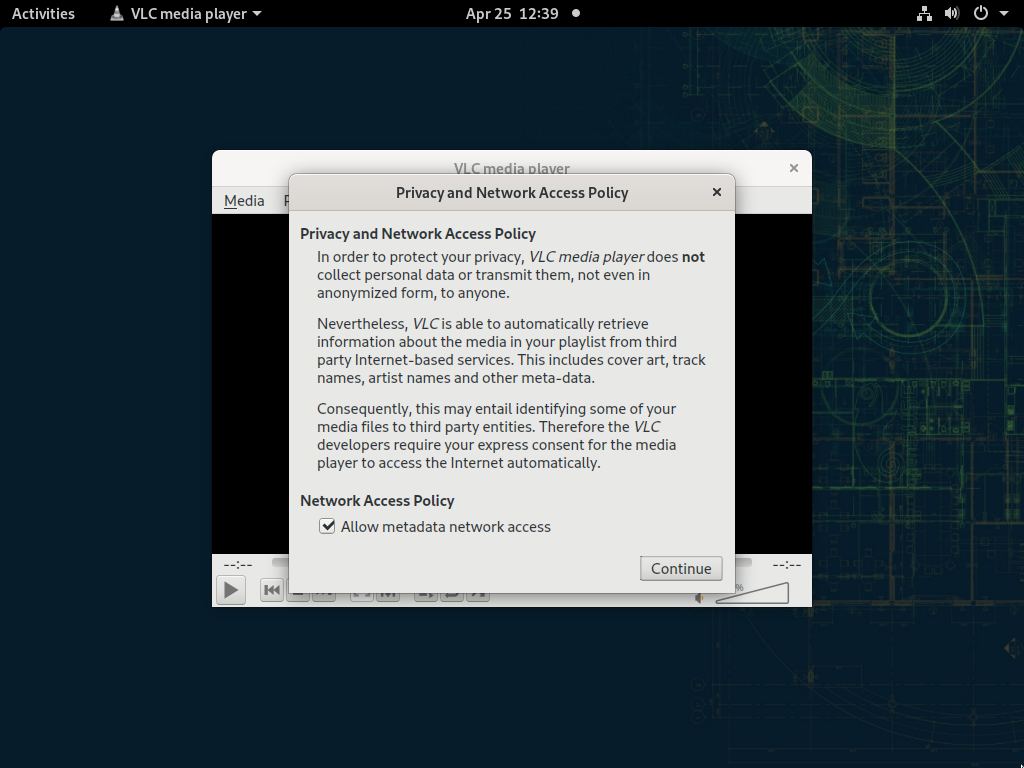 Activities
VLC media player
Apr 25 12:39
VLC media player
Media
Privacy and Network Access Policy
Privacy and Network Access Policy
In order to protect your privacy, VLC media player does not
collect personal data or transmit them, not even in
anonymized form, to anyone.
Nevertheless, VLC is able to automatically retrieve
information about the media in your playlist from third
party Internet-based services. This includes cover art, track
names, artist names and other meta-data.
Consequently, this may entail identifying some of your
media files to third party entities. Therefore the VLC
developers require your express consent for the media
player to access the Internet automatically.
Network Access Policy
Allow metadata network access
Continue
--:--
--:--
%